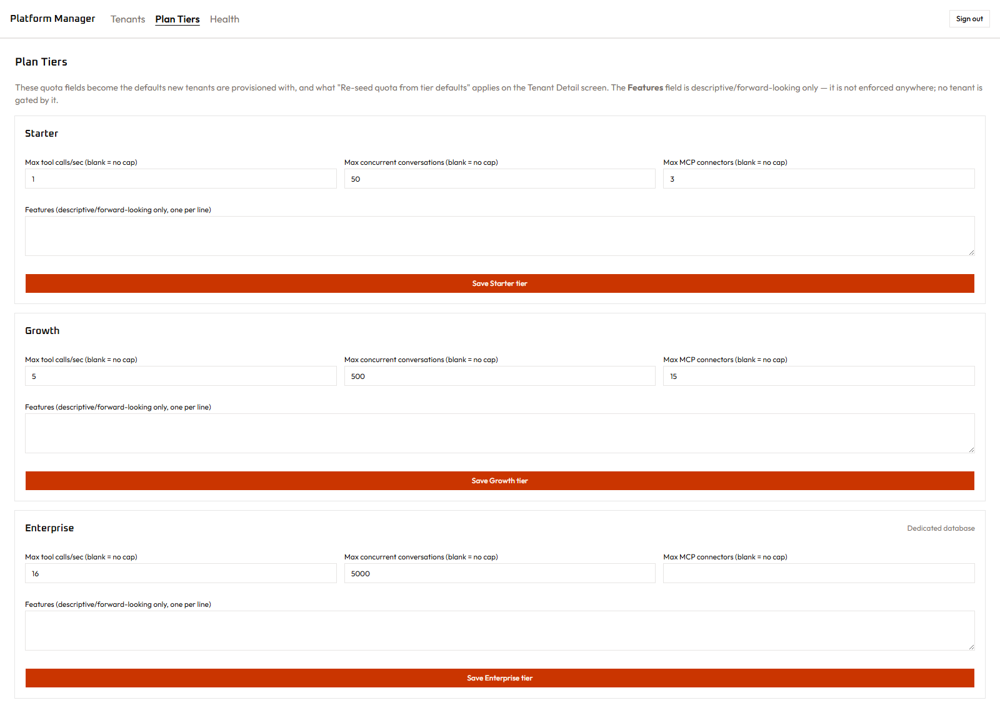 Platform Manager
Tenants
Plan Tiers
Health
Sign out
Plan Tiers
These quota fields become the defaults new tenants are provisioned with, and what "Re-seed quota from tier defaults" applies on the Tenant Detail screen. The Features field is descriptive/forward-looking only — it is not enforced anywhere; no tenant is
gated by it.
Starter
Max tool calls/sec (blank = no cap)
Max concurrent conversations (blank = no cap)
Max MCP connectors (blank = no cap)
1
50
3
Features (descriptive/forward-looking only, one per line)
Save Starter tier
Growth
Max tool calls/sec (blank = no cap)
Max concurrent conversations (blank = no cap)
Max MCP connectors (blank = no cap)
5
500
15
Features (descriptive/forward-looking only, one per line)
Save Growth tier
Enterprise
Dedicated database
Max tool calls/sec (blank = no cap)
Max concurrent conversations (blank = no cap)
Max MCP connectors (blank = no cap)
16
5000
Features (descriptive/forward-looking only, one per line)
Save Enterprise tier